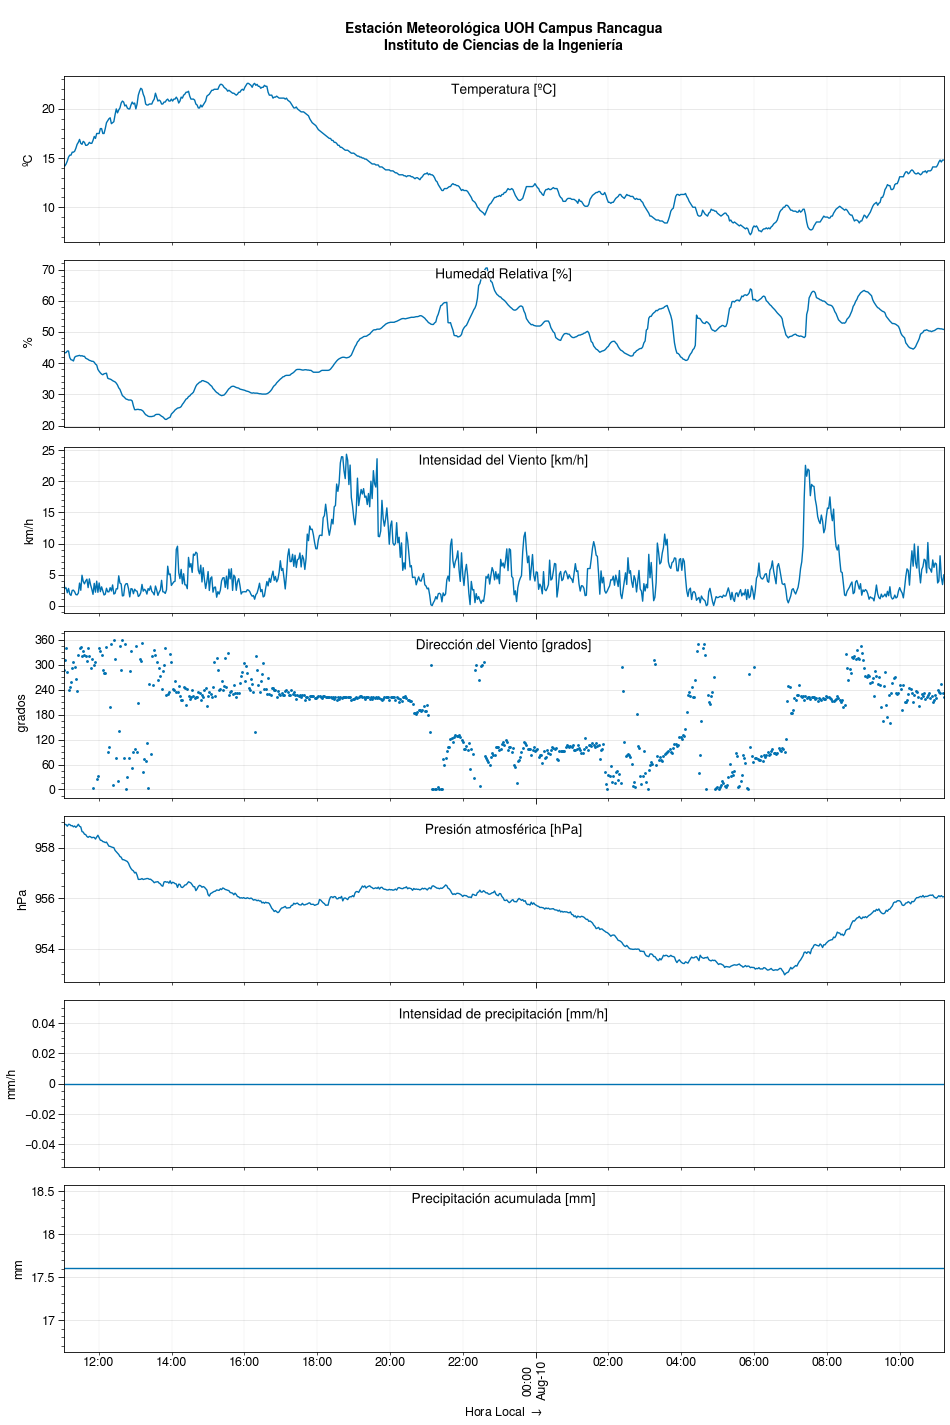 Estación Meteorológica UOH Campus Rancagua
Instituto de Ciencias de la Ingeniería
Temperatura [ºC]
ºC
20
15
10
Humedad Relativa [%]
%
70
60
50
40
30
20
Intensidad del Viento [km/h]
km/h
25
20
15
10
5
0
Dirección del Viento [grados]
grados
360
300
240
180
120
60
0
Presión atmosférica [hPa]
hPa
958
956
954
Intensidad de precipitación [mm/h]
mm/h
0.04
0.02
0
−0.02
−0.04
Precipitación acumulada [mm]
mm
18.5
18
17.5
17
12:00 14:00 16:00 18:00 20:00 22:00 00:00 02:00 04:00 06:00 08:00 10:00
Aug-10
Hora Local →